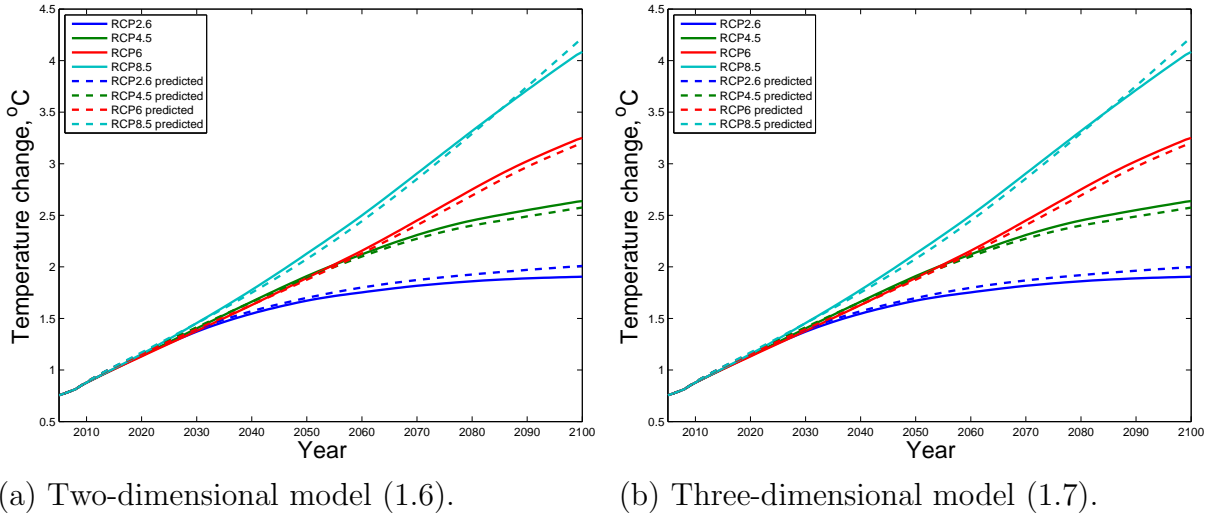 4.5
4
3.5
3
2.5
2
1.5
1
0.5
Temperature change, °C
RCP2.6
RCP4.5
RCP6
RCP8.5
RCP2.6 predicted
RCP4.5 predicted
RCP6 predicted
RCP8.5 predicted
2010 2020 2030 2040 2050 2060 2070 2080 2090 2100
Year
(a) Two-dimensional model (1.6).
4.5
4
3.5
3
2.5
2
1.5
1
0.5
Temperature change, °C
RCP2.6
RCP4.5
RCP6
RCP8.5
RCP2.6 predicted
RCP4.5 predicted
RCP6 predicted
RCP8.5 predicted
2010 2020 2030 2040 2050 2060 2070 2080 2090 2100
Year
(b) Three-dimensional model (1.7).